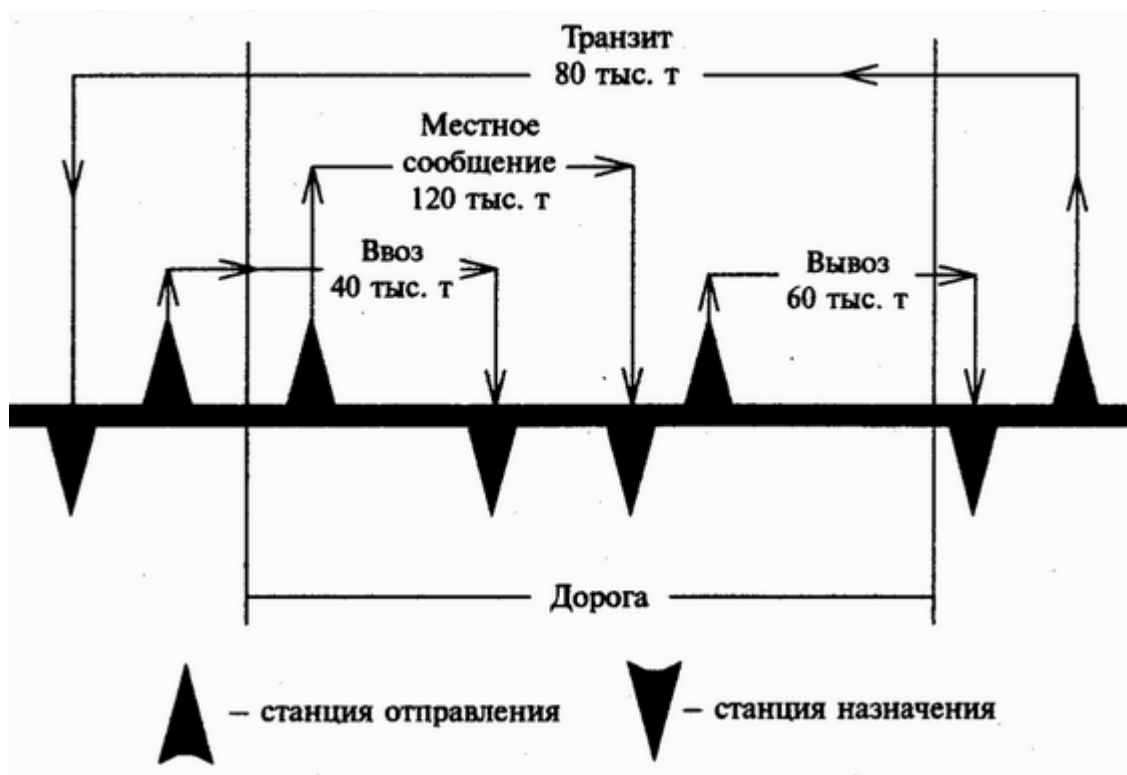 Транзит
80 тыс. т
Местное
сообщение
120 тыс. т
Ввоз
40 тыс. т
Вывоз
60 тыс. т
Дорога
– станция отправления
– станция назначения